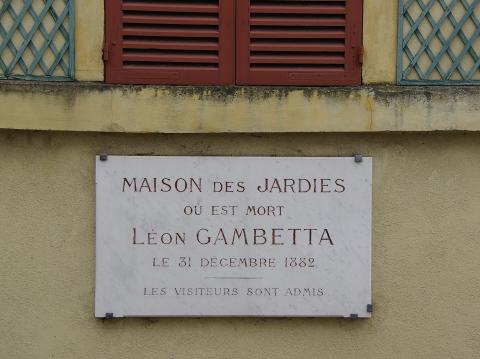 MAISON DES JARDIES
OÙ EST MORT
LÉON GAMBETTA
LE 31 DÉCEMBRE 1882
LES VISITEURS SONT ADMIS